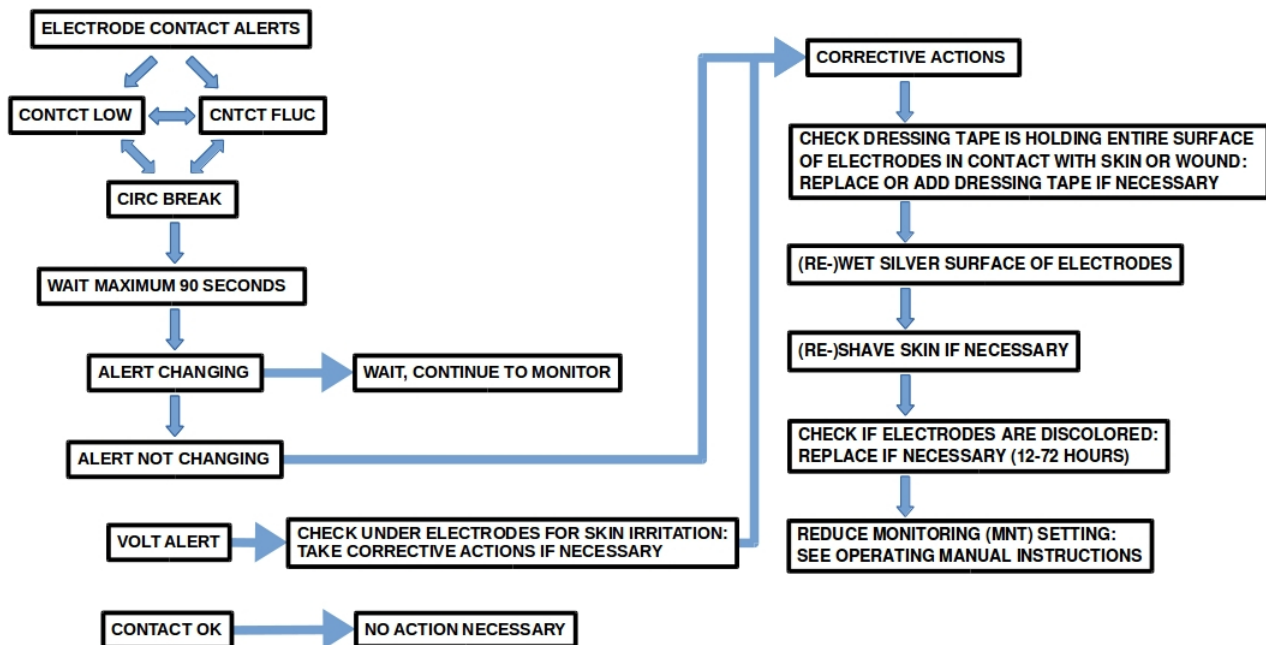 ELECTRODE CONTACT ALERTS
CONTCT LOW
CNTCT FLUC
CIRC BREAK
WAIT MAXIMUM 90 SECONDS
ALERT CHANGING
WAIT, CONTINUE TO MONITOR
ALERT NOT CHANGING
VOLT ALERT
CHECK UNDER ELECTRODES FOR SKIN IRRITATION:
TAKE CORRECTIVE ACTIONS IF NECESSARY
CONTACT OK
NO ACTION NECESSARY
CORRECTIVE ACTIONS
CHECK DRESSING TAPE IS HOLDING ENTIRE SURFACE
OF ELECTRODES IN CONTACT WITH SKIN OR WOUND:
REPLACE OR ADD DRESSING TAPE IF NECESSARY
(RE-)WET SILVER SURFACE OF ELECTRODES
(RE-)SHAVE SKIN IF NECESSARY
CHECK IF ELECTRODES ARE DISCOLORED:
REPLACE IF NECESSARY (12-72 HOURS)
REDUCE MONITORING (MNT) SETTING:
SEE OPERATING MANUAL INSTRUCTIONS